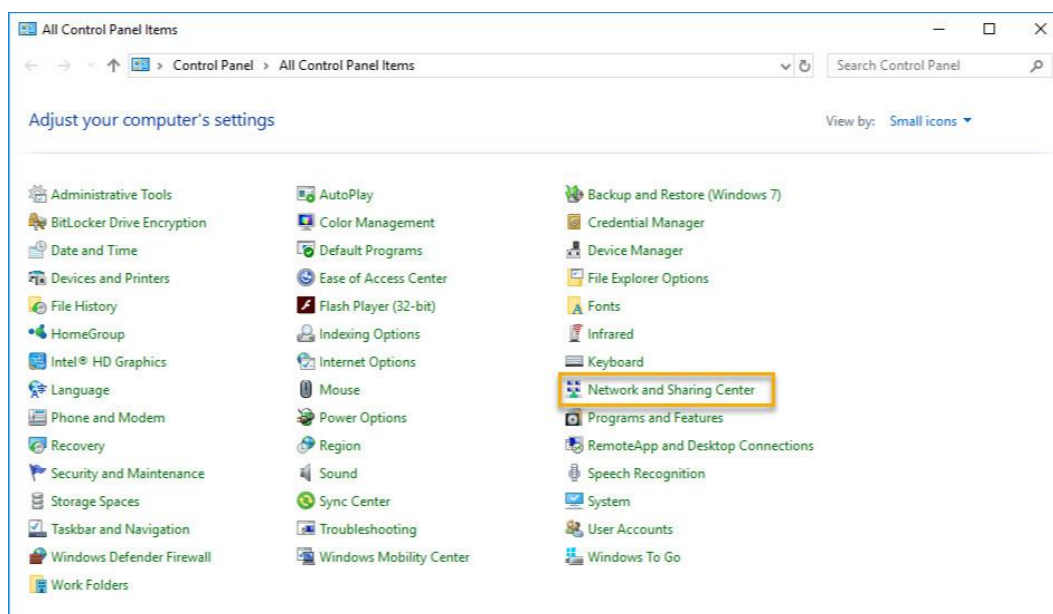 All Control Panel Items
Control Panel > All Control Panel Items
Search Control Panel
Adjust your computer's settings
View by: Small icons
Administrative Tools
AutoPlay
Backup and Restore (Windows 7)
BitLocker Drive Encryption
Color Management
Credential Manager
Date and Time
Default Programs
Device Manager
Devices and Printers
Ease of Access Center
File Explorer Options
File History
Flash Player (32-bit)
Fonts
HomeGroup
Indexing Options
Infrared
Intel® HD Graphics
Internet Options
Keyboard
Language
Mouse
Network and Sharing Center
Phone and Modem
Power Options
Programs and Features
Recovery
Region
RemoteApp and Desktop Connections
Security and Maintenance
Sound
Speech Recognition
Storage Spaces
Sync Center
System
Taskbar and Navigation
Troubleshooting
User Accounts
Windows Defender Firewall
Windows Mobility Center
Windows To Go
Work Folders